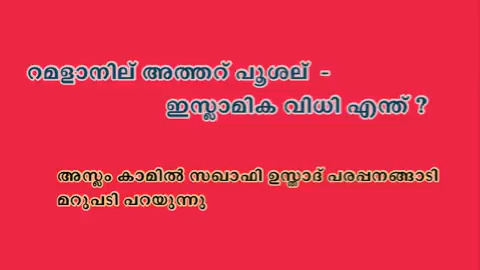 റമളാനില് അത്തറ് പൂശല് -
ഇസ്ലാമിക വിധി എന്ത് ?
അസ്ലം കാമിൽ സഖാഫി ഉസ്താദ് പരപ്പനങ്ങാടി
മറുപടി പറയുന്നു